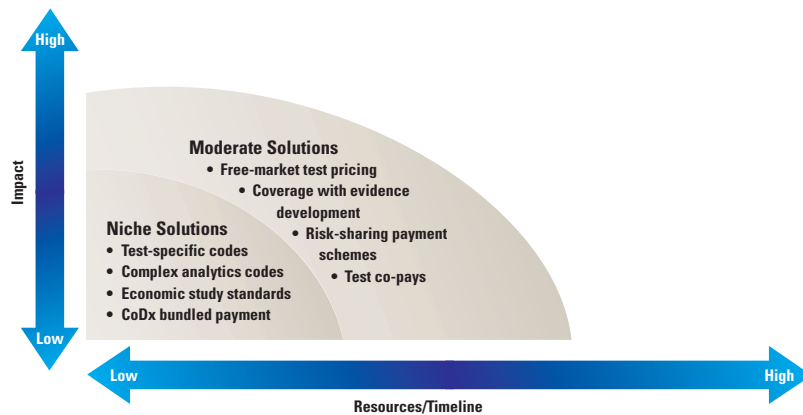 High
Impact
Low
Moderate Solutions
• Free-market test pricing
• Coverage with evidence
development
• Risk-sharing payment
schemes
• Test co-pays
Niche Solutions
• Test-specific codes
• Complex analytics codes
• Economic study standards
• CoDx bundled payment
Low
High
Resources/Timeline